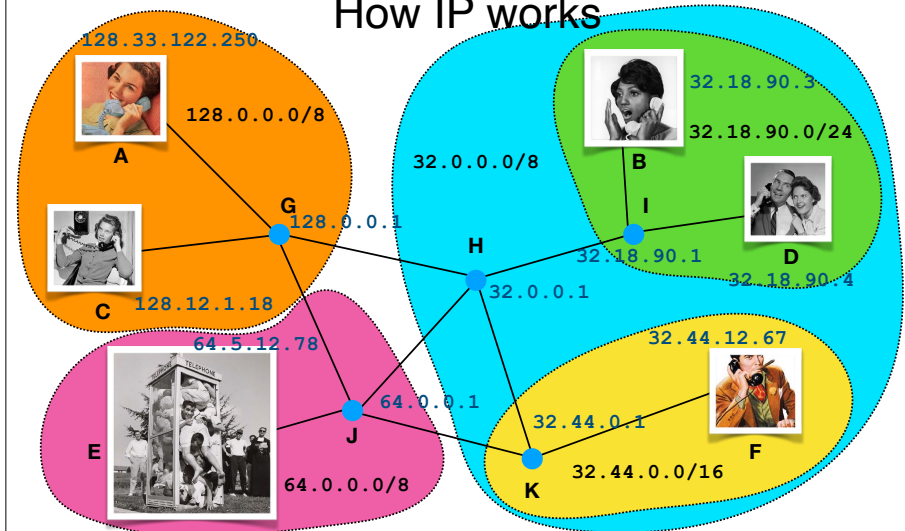 How IP works
128.33.122.250
128.0.0.0/8
A
C
128.12.1.18
G
128.0.0.1
32.0.0.0/8
H
32.0.0.1
32.18.90.3
32.18.90.0/24
B
I
32.18.90.1
D
32.18.90.4
64.5.12.78
TELEPHONE
E
J
64.0.0.1
64.0.0.0/8
32.44.12.67
32.44.0.1
F
32.44.0.0/16
K